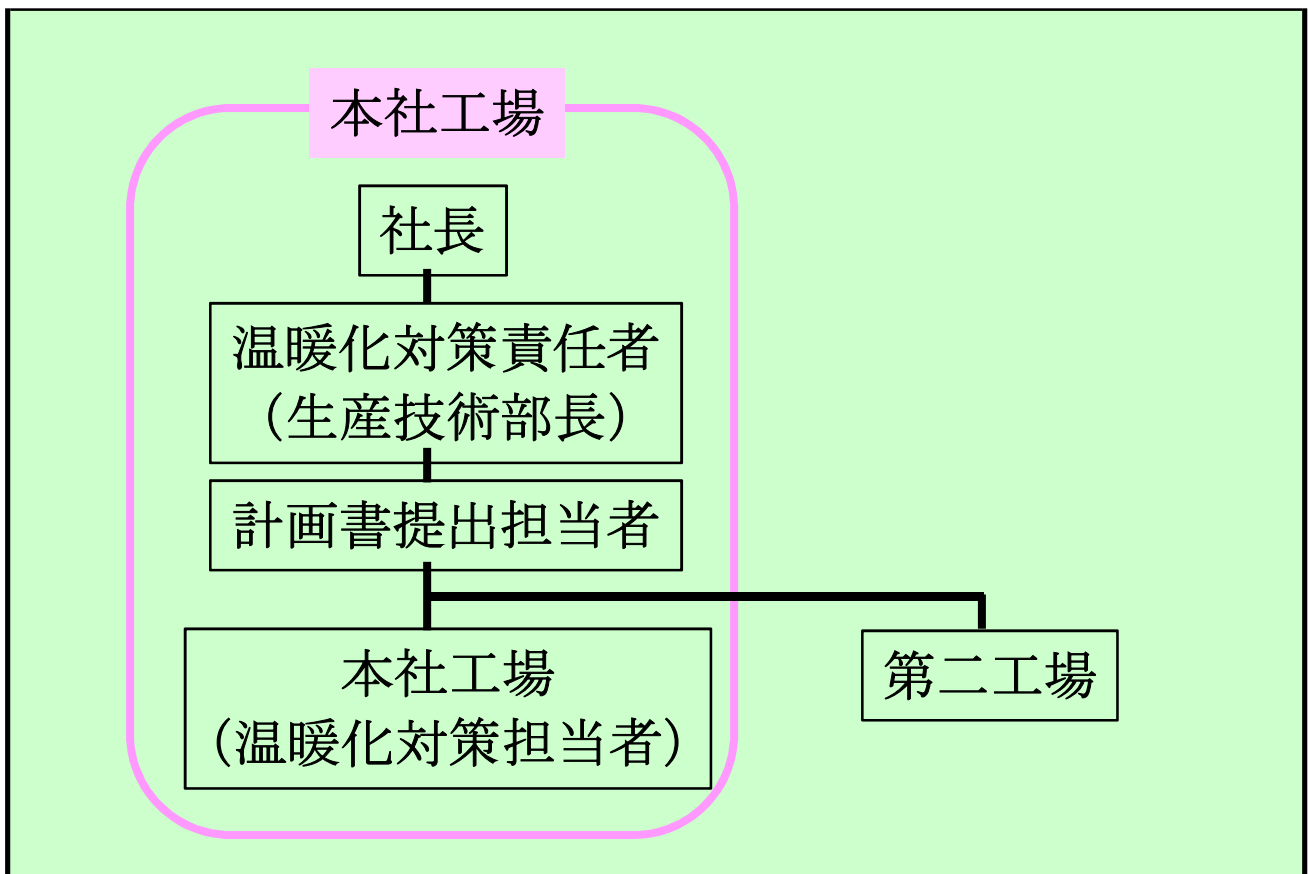 本社工場
社長
温暖化対策責任者
（生産技術部長）
計画書提出担当者
本社工場
（温暖化対策担当者）
第二工場